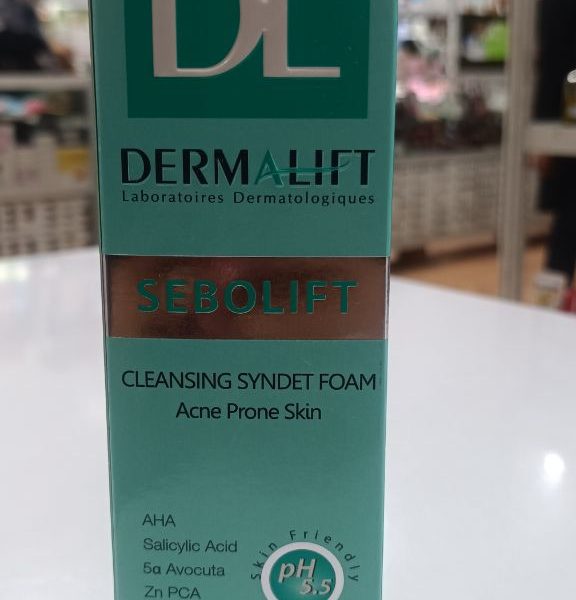 DL
DERMALIFT
Laboratoires Dermatologiques
SEBOLIFT
CLEANSING SYNDET FOAM
Acne Prone Skin
AHA
Salicylic Acid
5α Avocuta
Zn PCA
Skin Friendly
pH
5.5